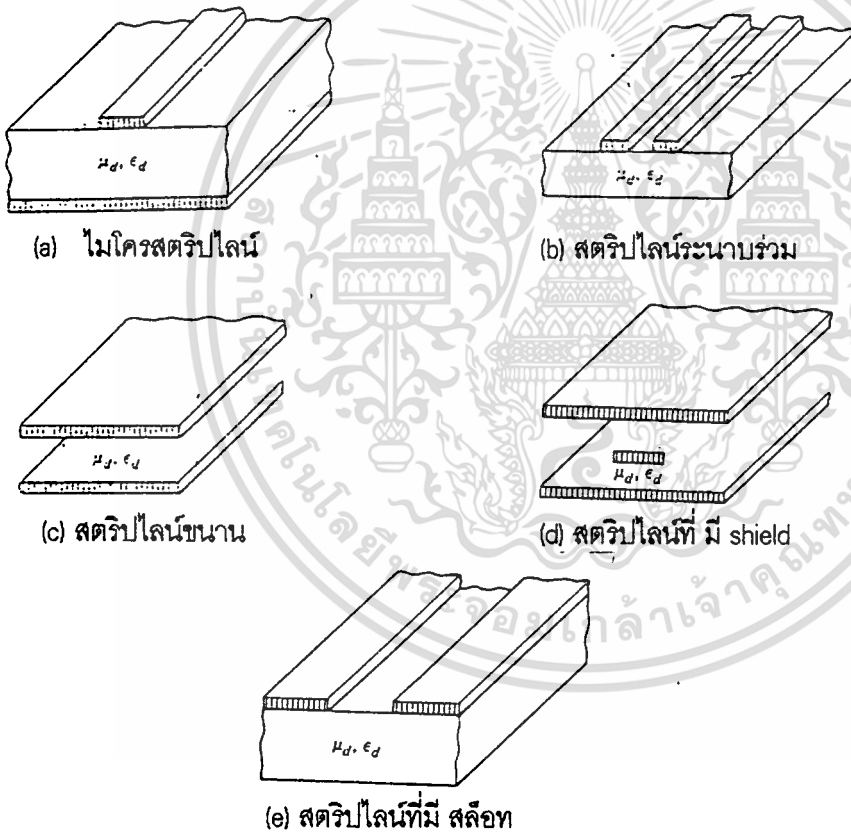 μd, εd
μd, εd
(a) ไมโครสตริปไลน์
(b) สตริปไลน์ระนาบร่วม
μd, εd
μd, εd
(c) สตริปไลน์ขนาน
(d) สตริปไลน์ที่ มี shield
μd, εd
(e) สตริปไลน์ที่มี สล็อท